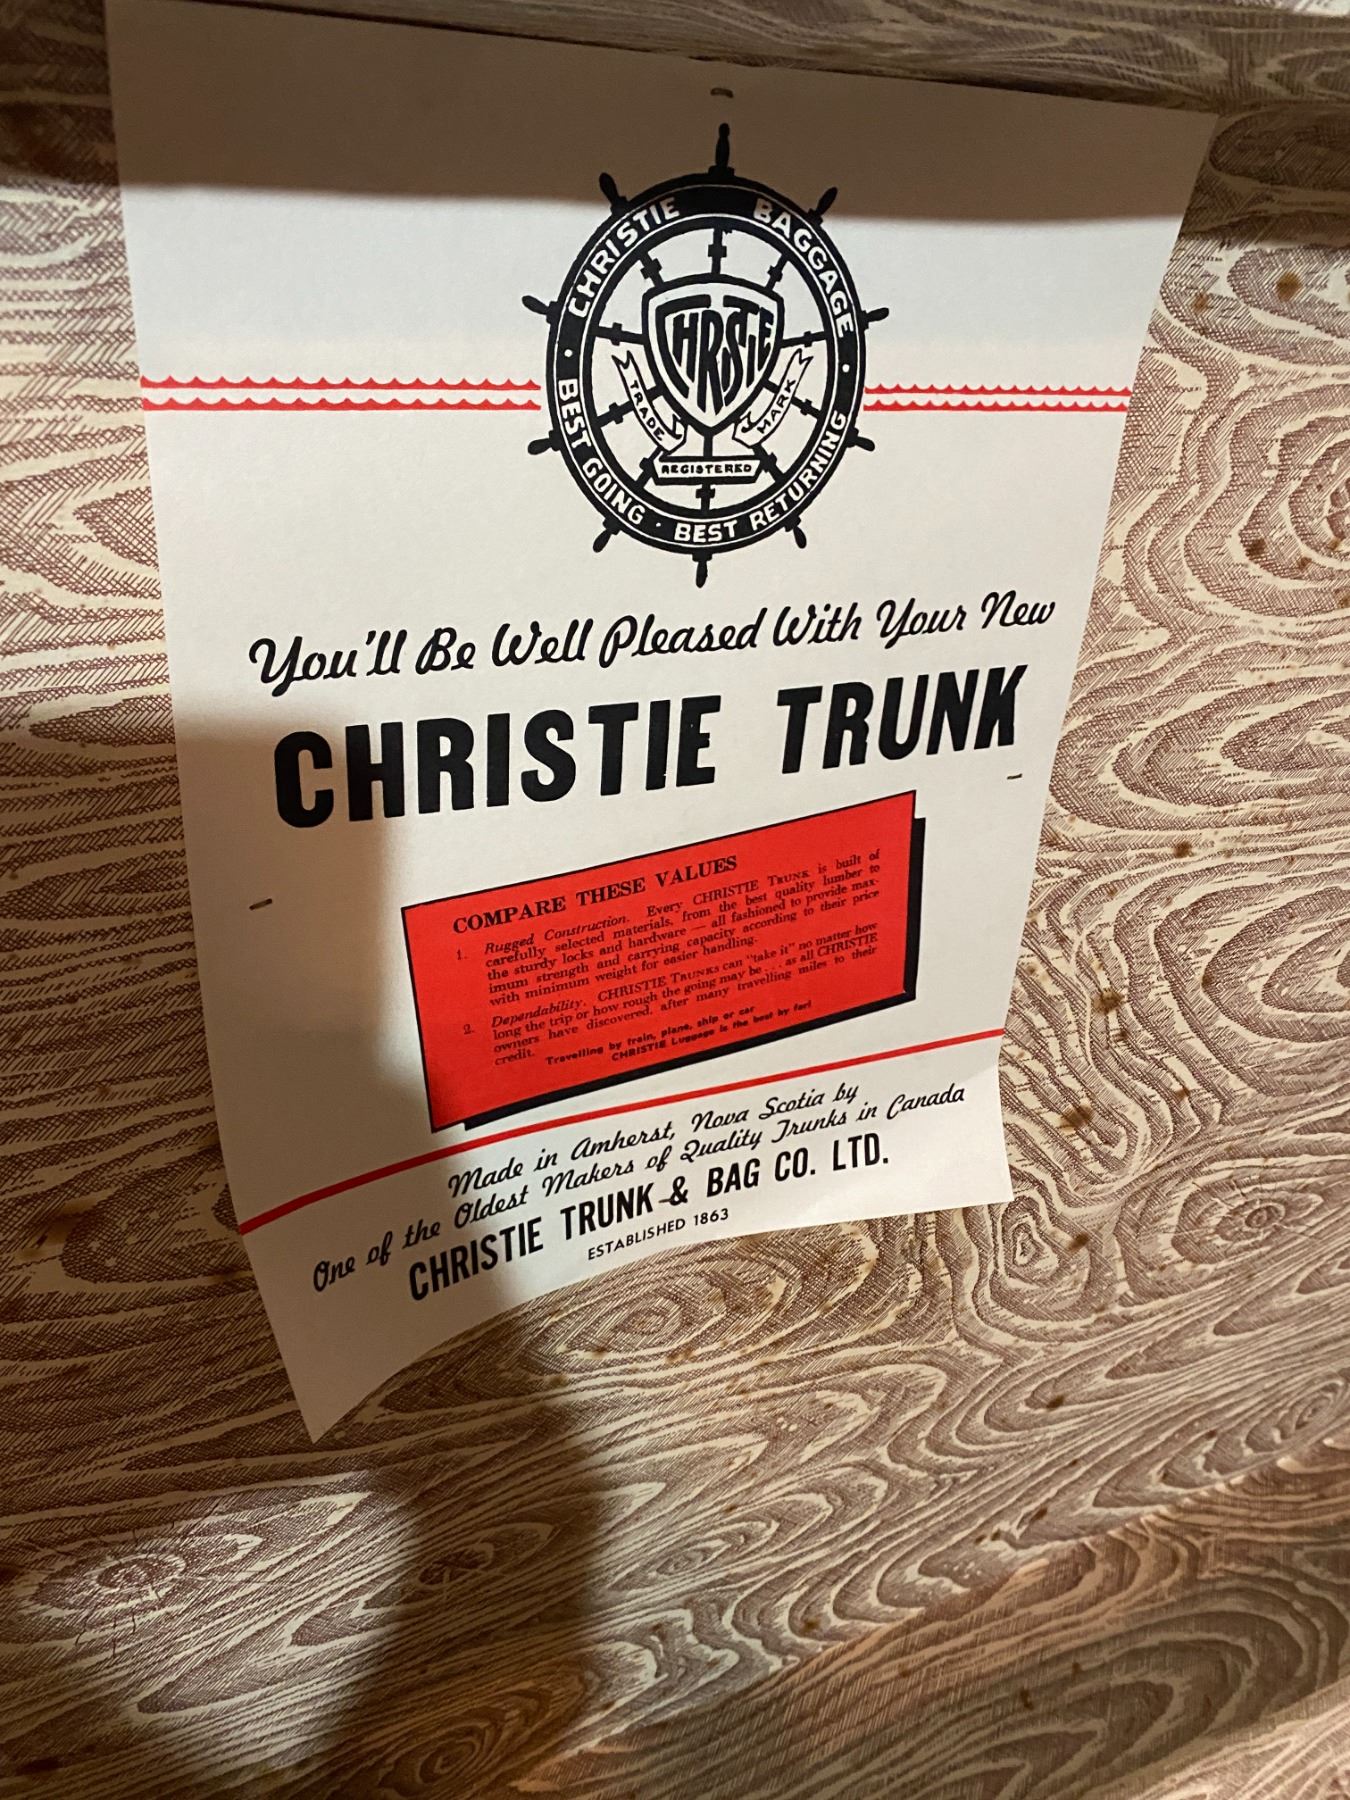 CHRISTIE BAGGAGE
CHRISTIE
TRADE MARK
REGISTERED
· BEST GOING · BEST RETURNING ·
You'll Be Well Pleased With Your New
CHRISTIE TRUNK
COMPARE THESE VALUES
1. Rugged Construction. Every CHRISTIE TRUNK is built of
carefully selected materials, from the best quality lumber to
the sturdy locks and hardware — all fashioned to provide max-
imum strength and carrying capacity according to their price
with minimum weight for easier handling.
2. Dependability. CHRISTIE TRUNKS can "take it" no matter how
long the trip or how rough the going may be . . . as all CHRISTIE
owners have discovered, after many travelling miles to their
credit.
Travelling by train, plane, ship or car
CHRISTIE Luggage is the best by far!
Made in Amherst, Nova Scotia by
One of the Oldest Makers of Quality Trunks in Canada
CHRISTIE TRUNK & BAG CO. LTD.
ESTABLISHED 1863